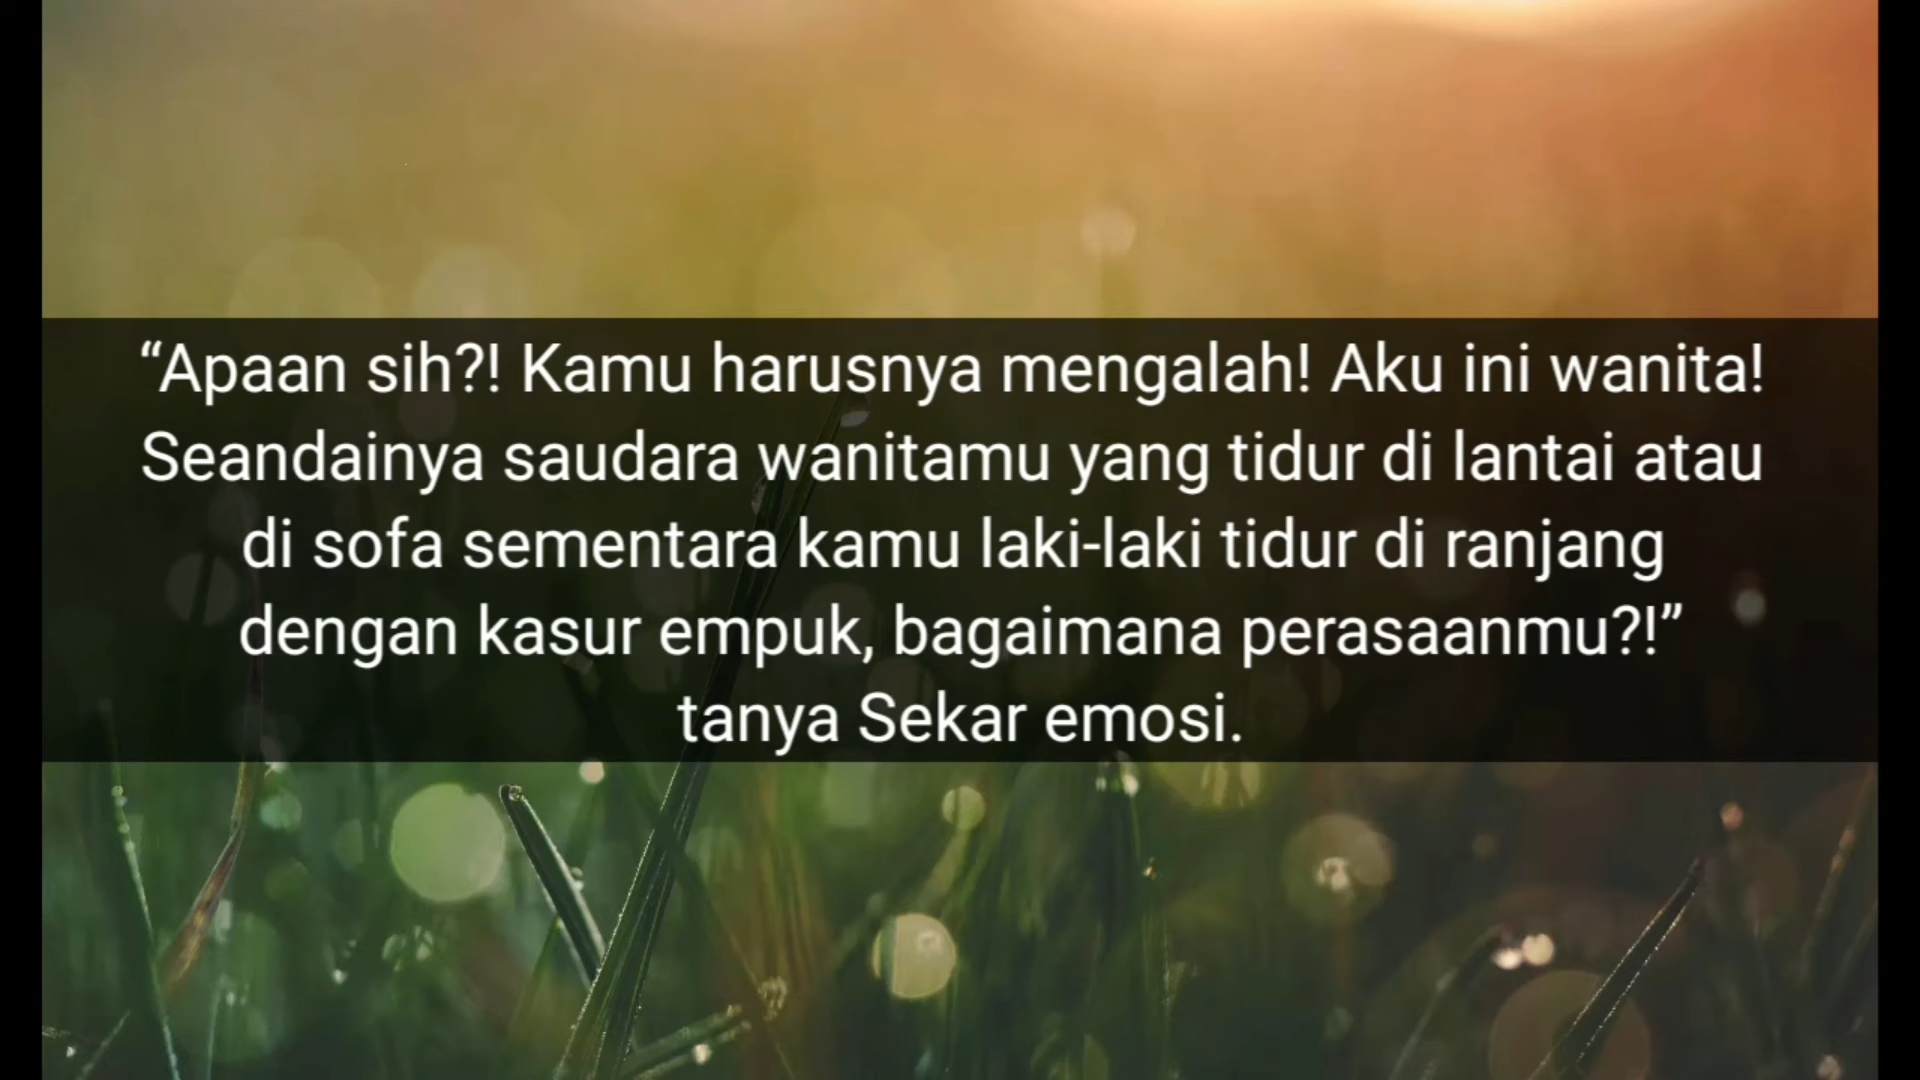 “Apaan sih?! Kamu harusnya mengalah! Aku ini wanita!
Seandainya saudara wanitamu yang tidur di lantai atau
di sofa sementara kamu laki-laki tidur di ranjang
dengan kasur empuk, bagaimana perasaanmu?!”
tanya Sekar emosi.